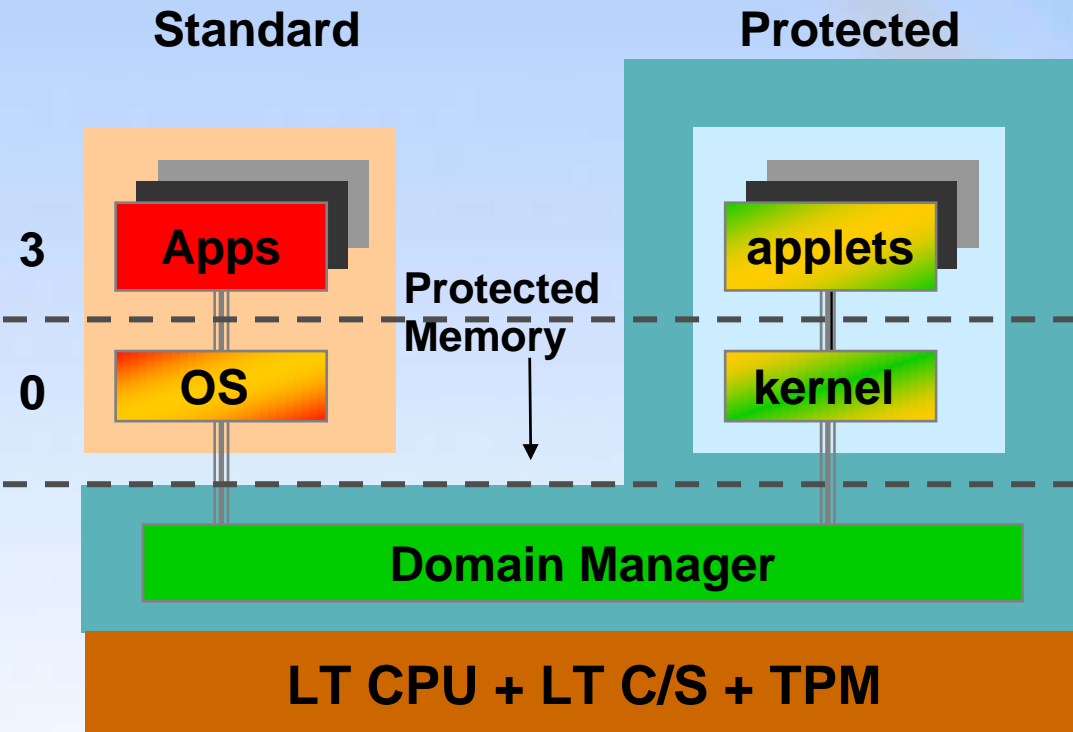 Standard
Protected
3
Apps
applets
Protected
Memory
0
OS
kernel
Domain Manager
LT CPU + LT C/S + TPM